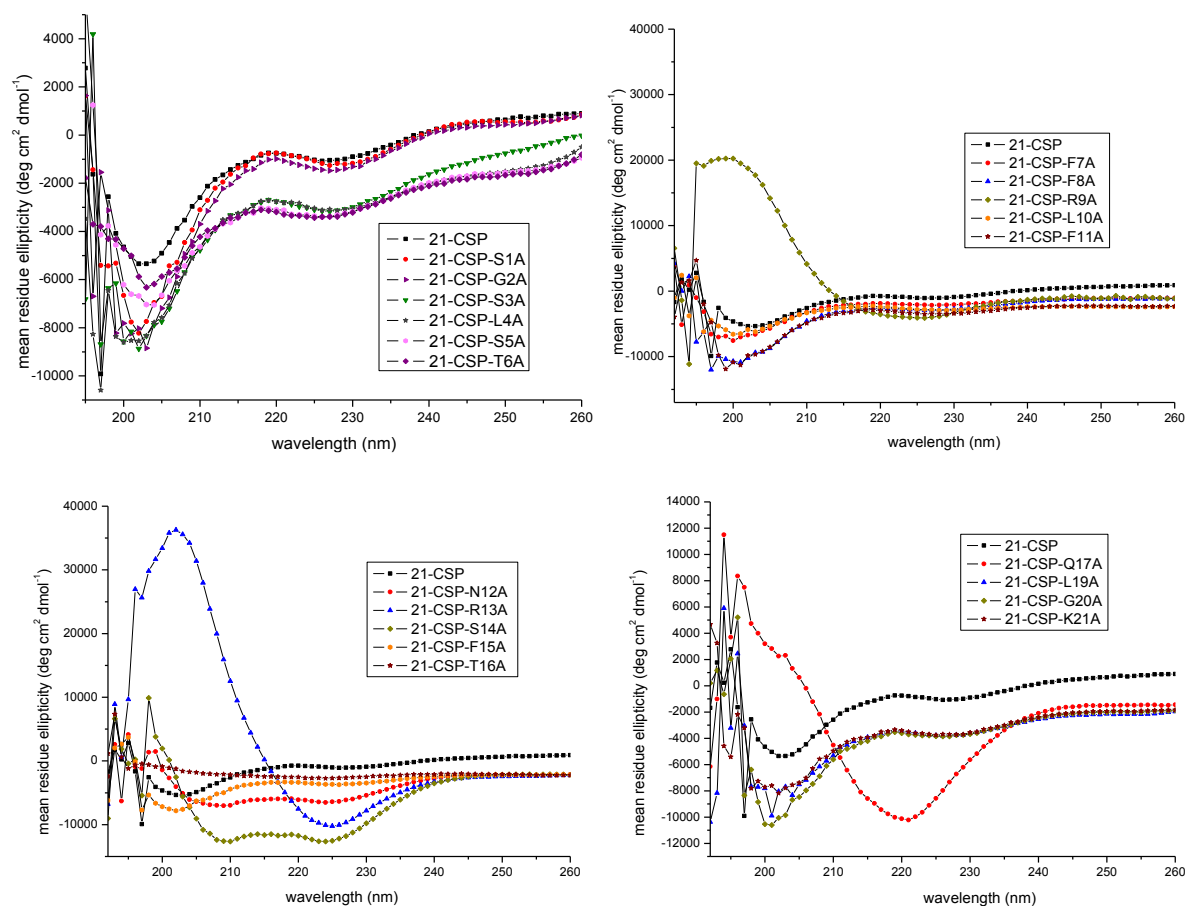 4000
2000
0
-2000
-4000
-6000
-8000
-10000
mean residue ellipticity (deg cm² dmol⁻¹)
21-CSP
21-CSP-S1A
21-CSP-G2A
21-CSP-S3A
21-CSP-L4A
21-CSP-S5A
21-CSP-T6A
200 210 220 230 240 250 260
wavelength (nm)
40000
30000
20000
10000
0
-10000
mean residue ellipticity (deg cm² dmol⁻¹)
21-CSP
21-CSP-F7A
21-CSP-F8A
21-CSP-R9A
21-CSP-L10A
21-CSP-F11A
200 210 220 230 240 250 260
wavelength (nm)
40000
30000
20000
10000
0
-10000
mean residue ellipticity (deg cm² dmol⁻¹)
21-CSP
21-CSP-N12A
21-CSP-R13A
21-CSP-S14A
21-CSP-F15A
21-CSP-T16A
200 210 220 230 240 250 260
wavelength (nm)
14000
12000
10000
8000
6000
4000
2000
0
-2000
-4000
-6000
-8000
-10000
-12000
mean residue ellipticity (deg cm² dmol⁻¹)
21-CSP
21-CSP-Q17A
21-CSP-L19A
21-CSP-G20A
21-CSP-K21A
200 210 220 230 240 250 260
wavelength (nm)